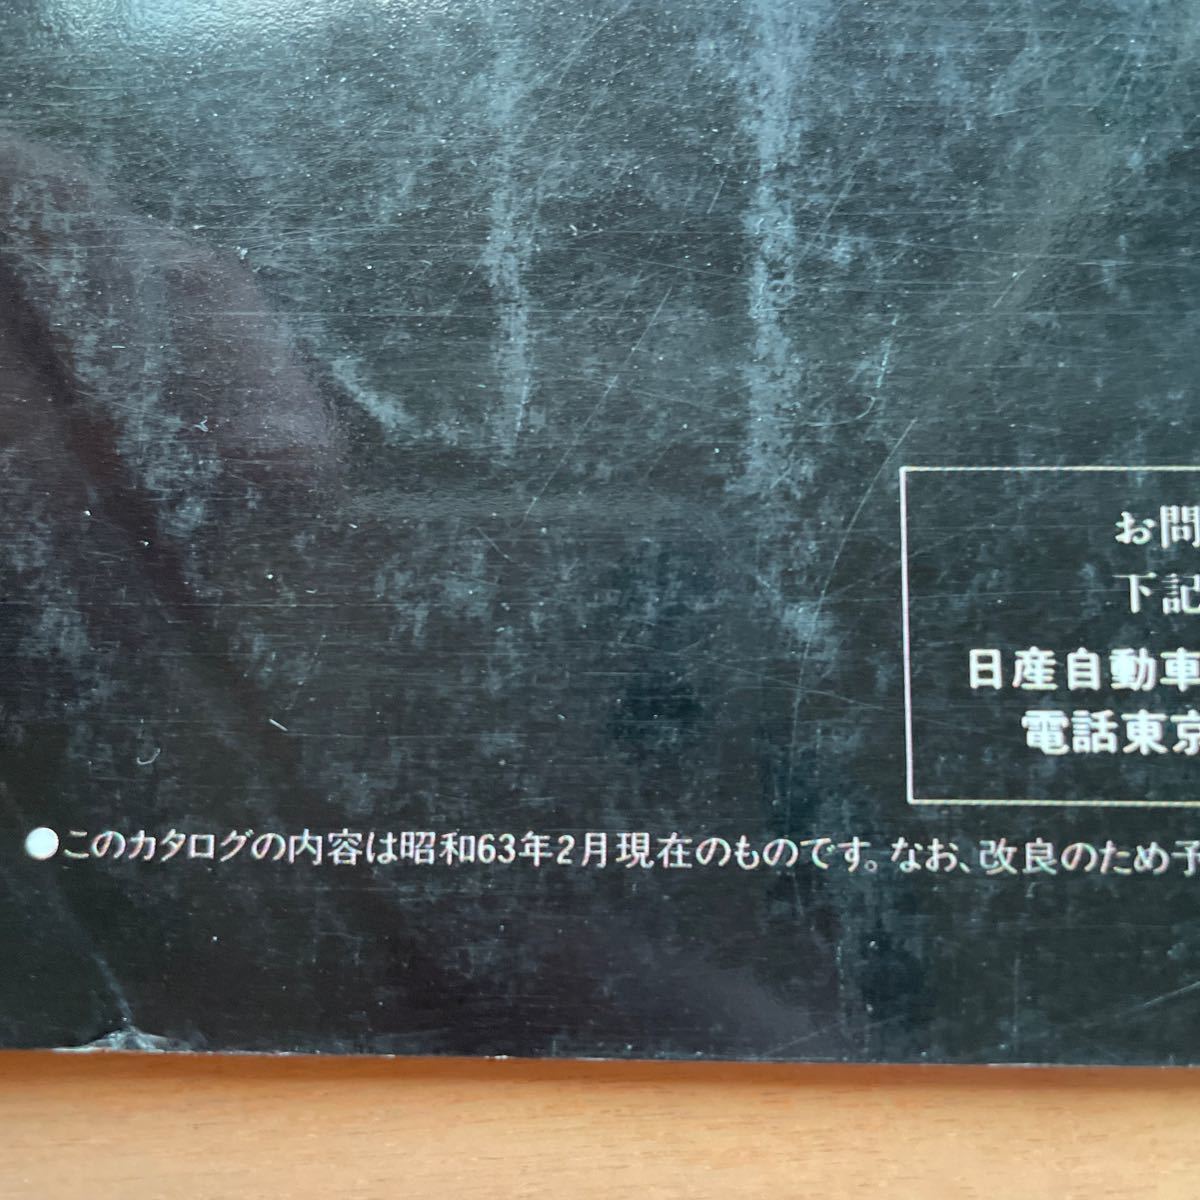 お問
下記
日産自動車
電話東京
●このカタログの内容は昭和63年2月現在のものです。なお、改良のため予